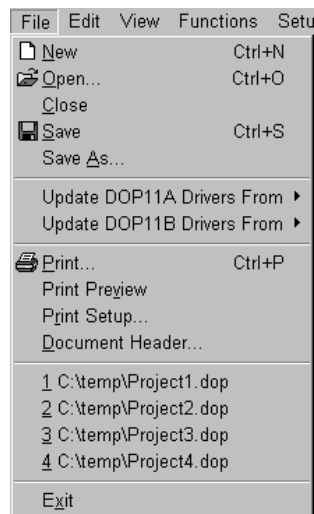 File Edit View Functions Setu
New Ctrl+N
Open... Ctrl+O
Close
Save Ctrl+S
Save As...
Update DOP11A Drivers From
Update DOP11B Drivers From
Print... Ctrl+P
Print Preview
Print Setup...
Document Header...
1 C:\temp\Project1.dop
2 C:\temp\Project2.dop
3 C:\temp\Project3.dop
4 C:\temp\Project4.dop
Exit